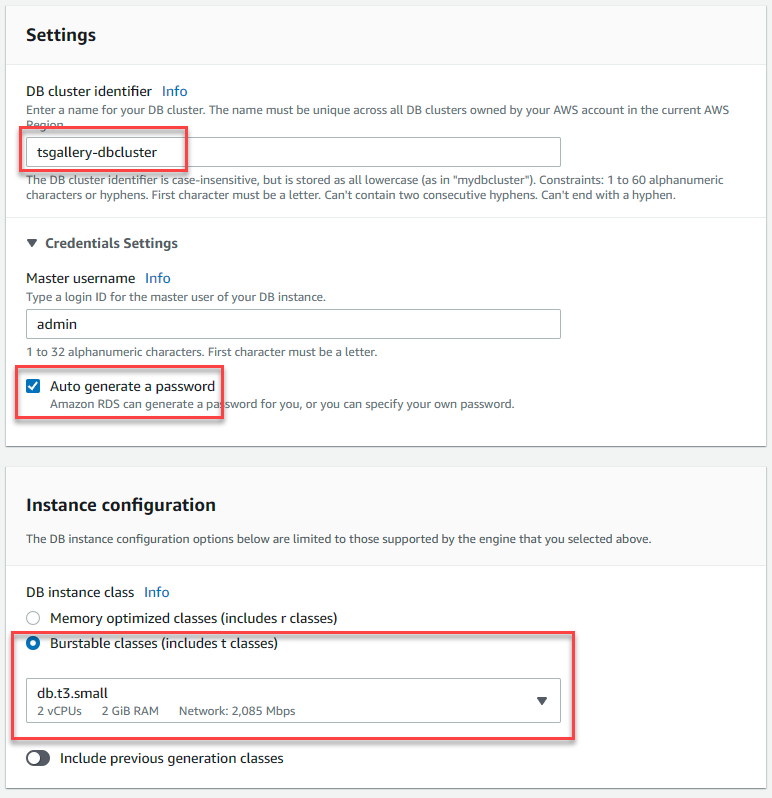 Settings
DB cluster identifier Info
Enter a name for your DB cluster. The name must be unique across all DB clusters owned by your AWS account in the current AWS
Region.
tsgallery-dbcluster
The DB cluster identifier is case-insensitive, but is stored as all lowercase (as in "mydbcluster"). Constraints: 1 to 60 alphanumeric
characters or hyphens. First character must be a letter. Can't contain two consecutive hyphens. Can't end with a hyphen.
Credentials Settings
Master username Info
Type a login ID for the master user of your DB instance.
admin
1 to 32 alphanumeric characters. First character must be a letter.
Auto generate a password
Amazon RDS can generate a password for you, or you can specify your own password.
Instance configuration
The DB instance configuration options below are limited to those supported by the engine that you selected above.
DB instance class Info
Memory optimized classes (includes r classes)
Burstable classes (includes t classes)
db.t3.small
2 vCPUs 2 GiB RAM Network: 2,085 Mbps
Include previous generation classes